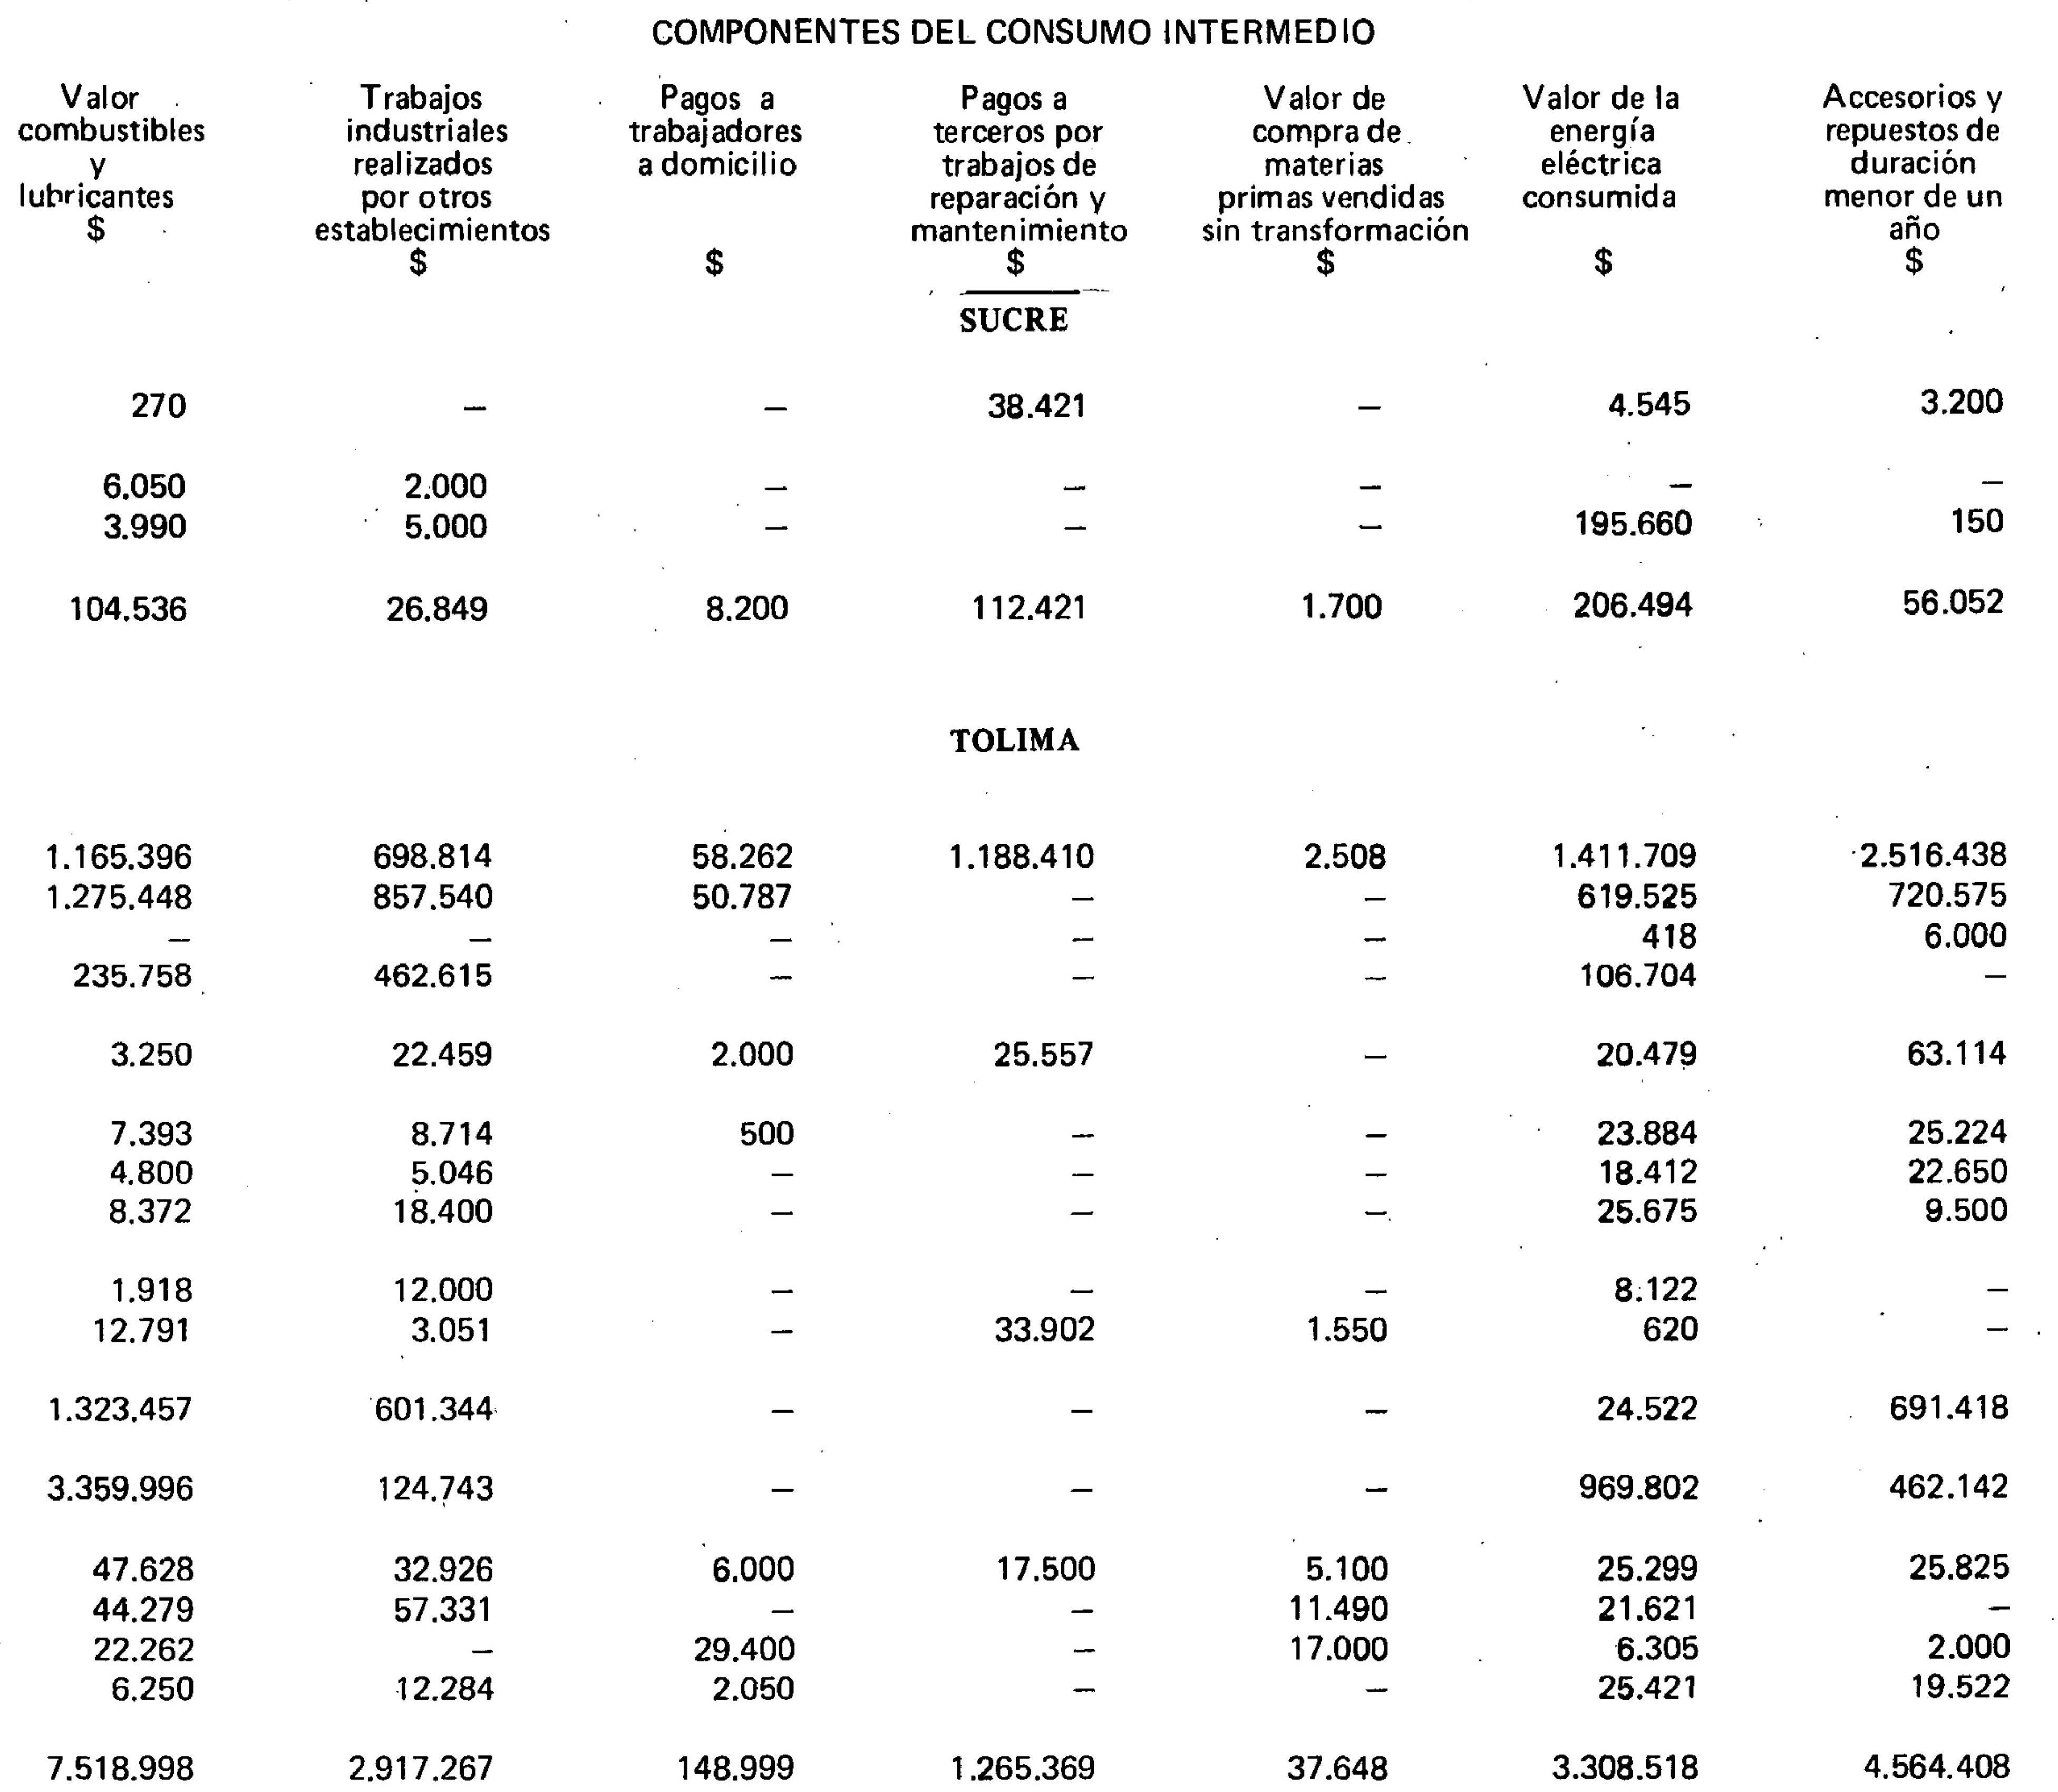 COMPONENTES DEL CONSUMO INTERMEDIO
Valor combustibles y lubricantes $
Trabajos industriales realizados por otros establecimientos $
Pagos a trabajadores a domicilio $
Pagos a terceros por trabajos de reparación y mantenimiento $
Valor de compra de materias primas vendidas sin transformación $
Valor de la energía eléctrica consumida $
Accesorios y repuestos de duración menor de un año $
SUCRE
270 — — 38.421 — 4.545 3.200
6.050 2.000 — — — — —
3.990 5.000 — — — 195.660 150
104.536 26.849 8.200 112.421 1.700 206.494 56.052
TOLIMA
1.165.396 698.814 58.262 1.188.410 2.508 1.411.709 2.516.438
1.275.448 857.540 50.787 — — 619.525 720.575
— — — — — 418 6.000
235.758 462.615 — — — 106.704 —
3.250 22.459 2.000 25.557 — 20.479 63.114
7.393 8.714 500 — — 23.884 25.224
4.800 5.046 — — — 18.412 22.650
8.372 18.400 — — — 25.675 9.500
1.918 12.000 — — — 8.122 —
12.791 3.051 — 33.902 1.550 620 —
1.323.457 601.344 — — — 24.522 691.418
3.359.996 124.743 — — — 969.802 462.142
47.628 32.926 6.000 17.500 5.100 25.299 25.825
44.279 57.331 — — 11.490 21.621 —
22.262 — 29.400 — 17.000 6.305 2.000
6.250 12.284 2.050 — — 25.421 19.522
7.518.998 2.917.267 148.999 1.265.369 37.648 3.308.518 4.564.408